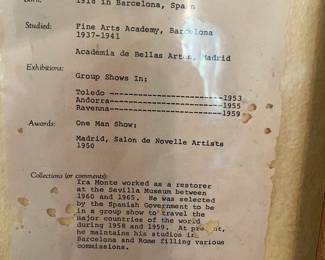 Born: 1918 in Barcelona, Spain
Studied: Fine Arts Academy, Barcelona
1937-1941
Academia de Bellas Artes, Madrid
Exhibitions:
Group Shows In:
Toledo ---------------------1953
Andorra---------------------1955
Ravenna---------------------1959
Awards: One Man Show:
Madrid, Salon de Novelle Artists
1950
Collections (or comments):
Ira Monte worked as a restorer
at the Sevilla Museum between
1960 and 1965. He was selected
by the Spanish Government to be
in a group show to travel the
major countries of the world
during 1958 and 1959. At present,
he maintains his studios in
Barcelona and Rome filling various
commissions.